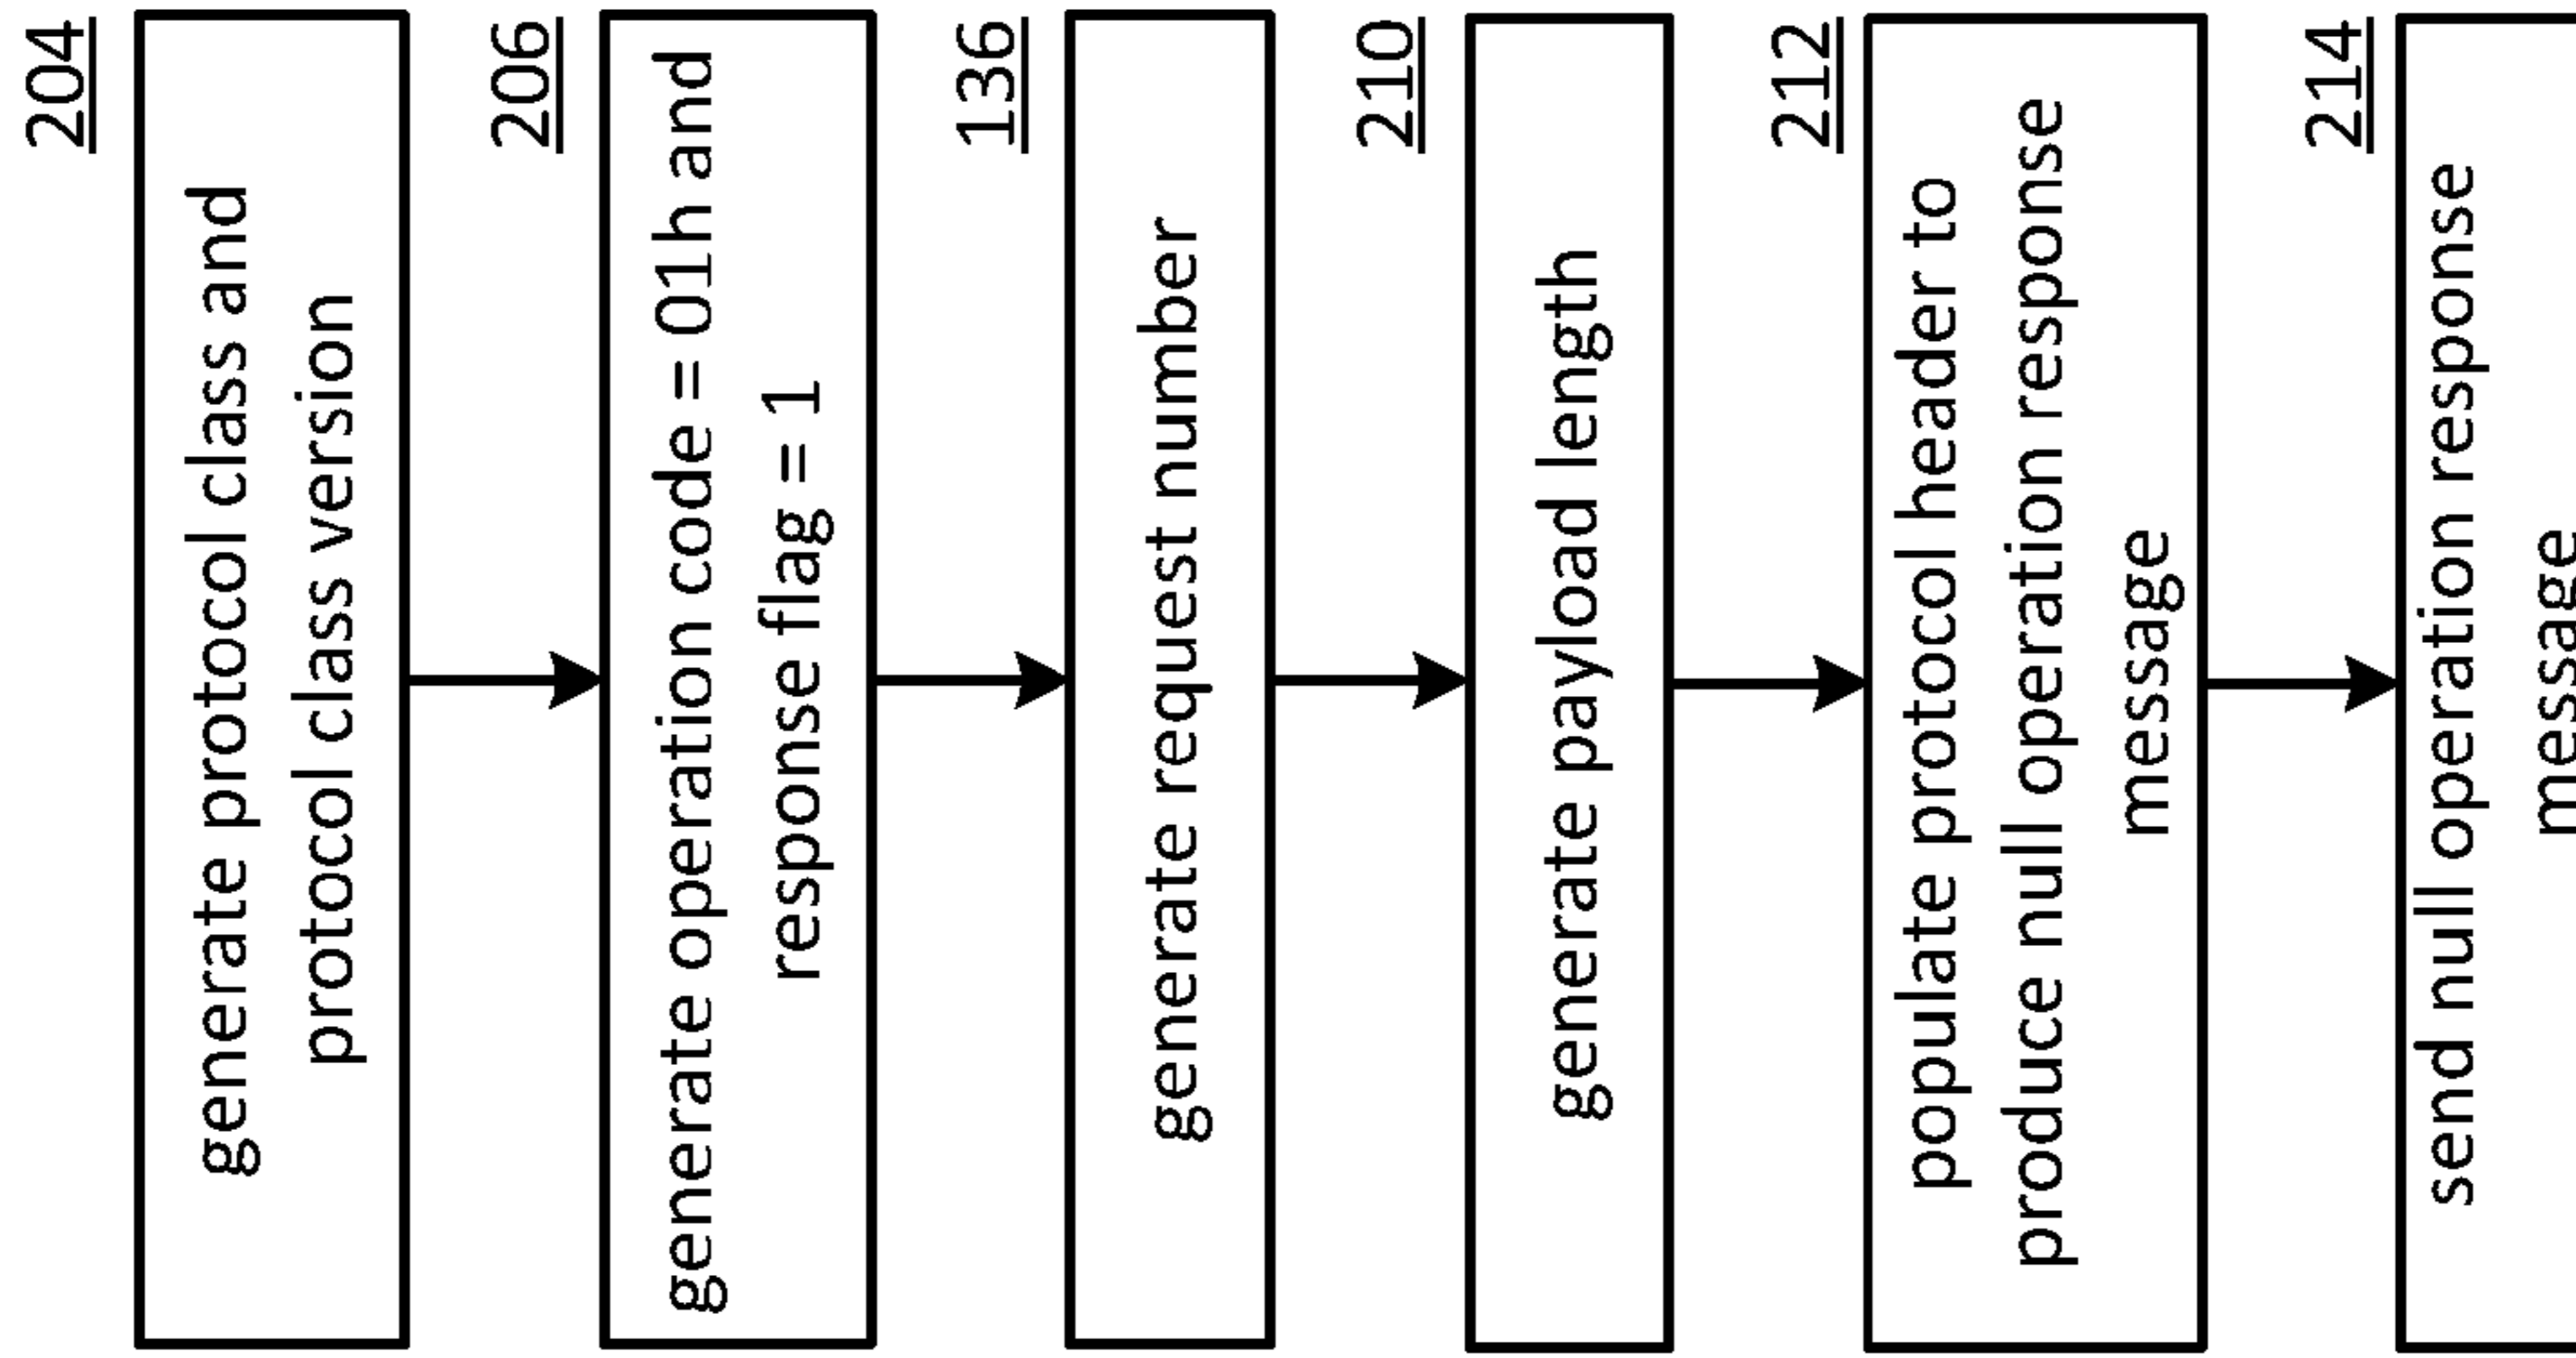 204
generate protocol class and
protocol class version
206
generate operation code = 01h and
response flag = 1
136
generate request number
210
generate payload length
212
populate protocol header to
produce null operation response
message
214
send null operation response
message